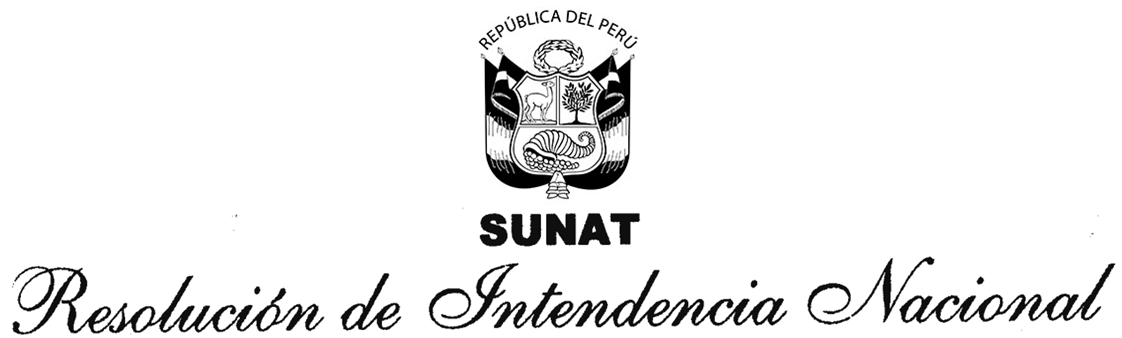 REPÚBLICA DEL PERÚ
SUNAT
Resolución de Intendencia Nacional